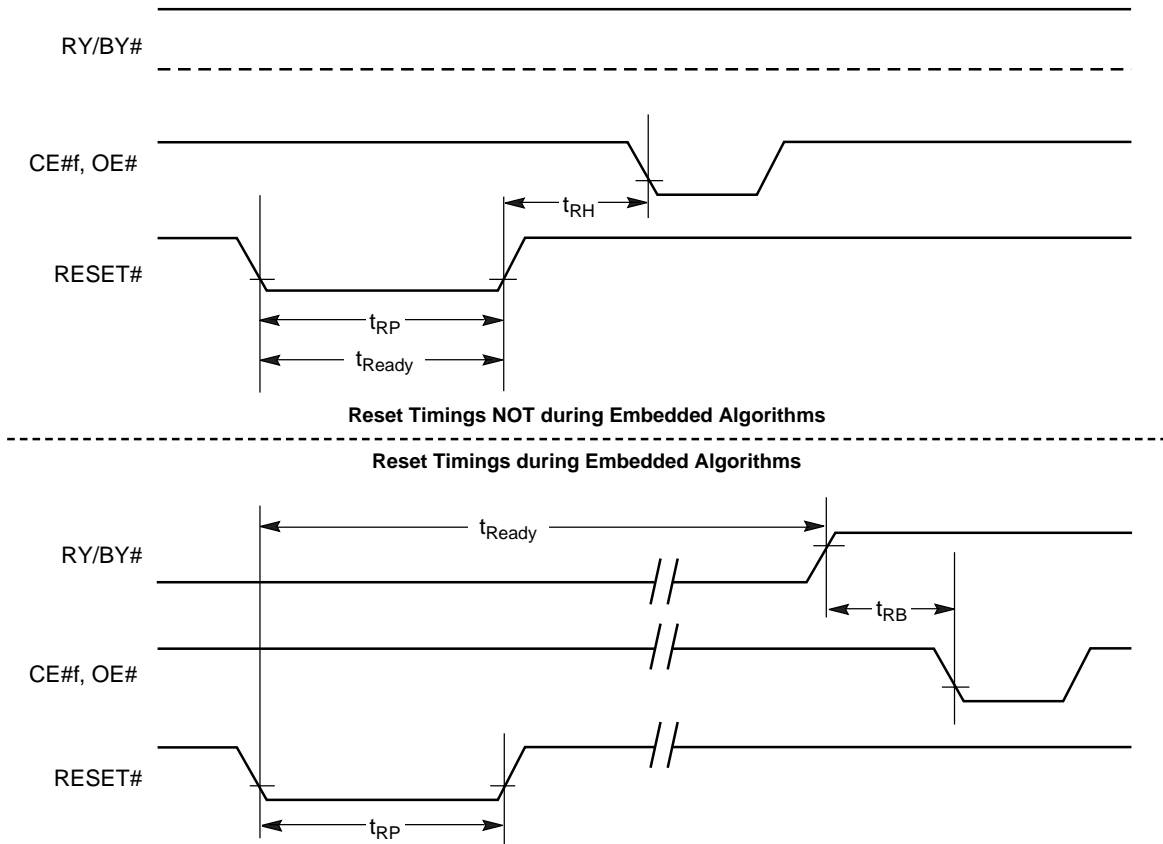 RY/BY#
CE#f, OE#
tRH
RESET#
tRP
tReady
Reset Timings NOT during Embedded Algorithms
Reset Timings during Embedded Algorithms
tReady
RY/BY#
tRB
CE#f, OE#
RESET#
tRP